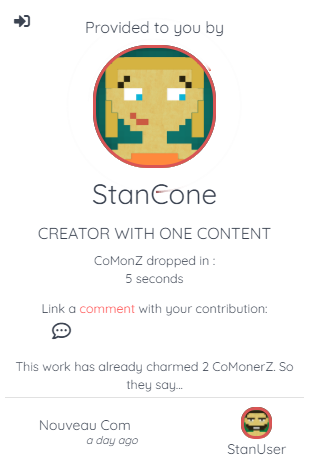 Provided to you by
StanCone
CREATOR WITH ONE CONTENT
CoMonZ dropped in :
5 seconds
Link a comment with your contribution:
This work has already charmed 2 CoMonerZ. So
they say...
Nouveau Com
a day ago
StanUser